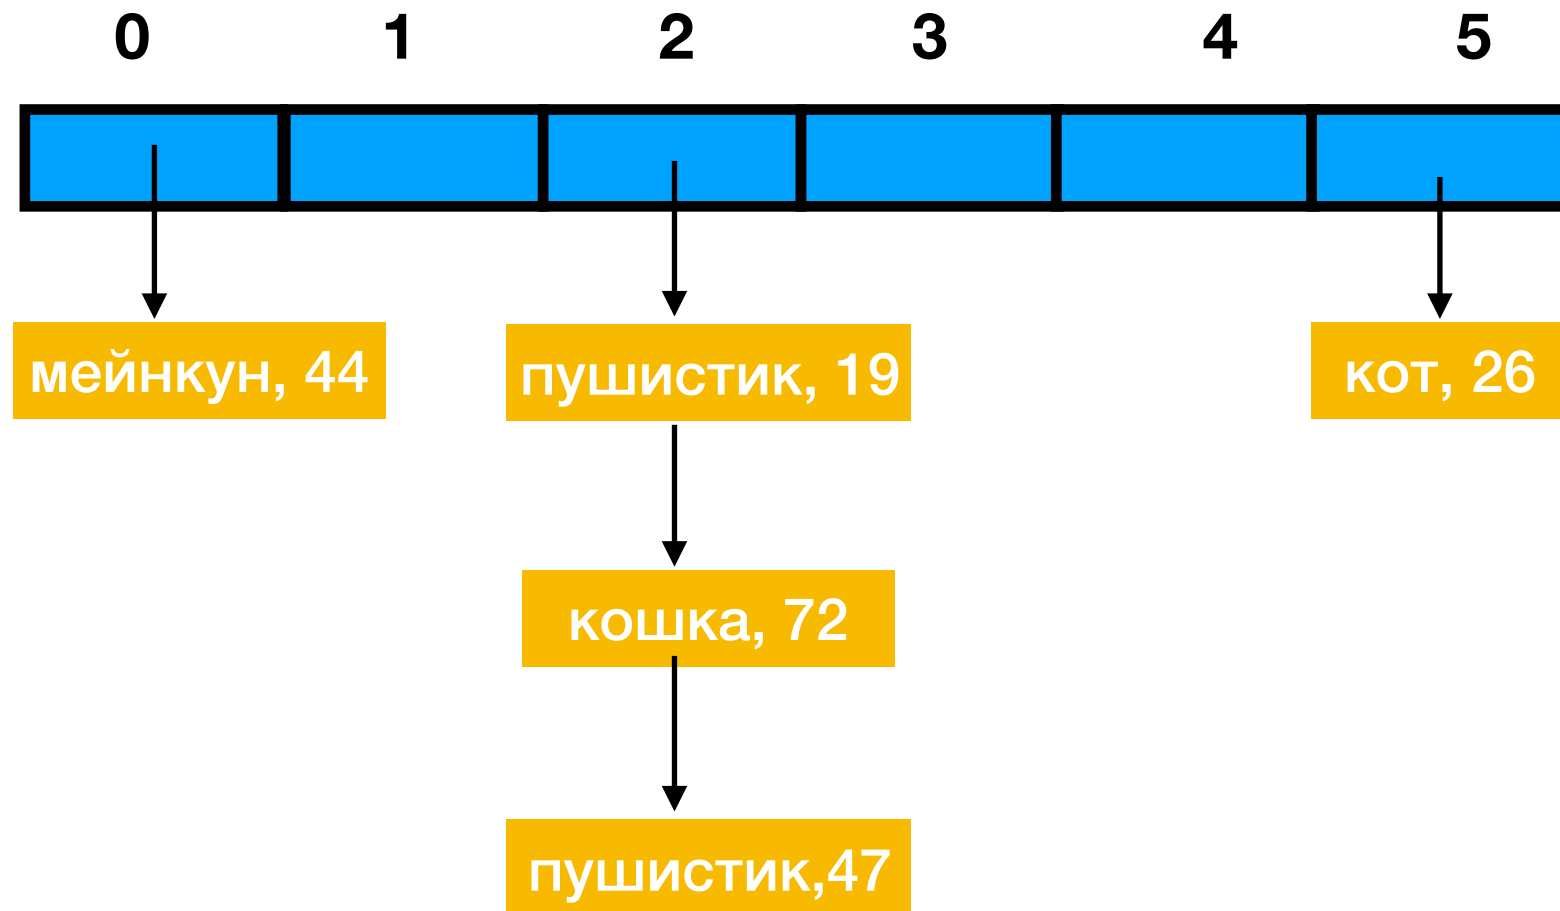 0 1 2 3 4 5
мейнкун, 44
пушистик, 19
кот, 26
кошка, 72
пушистик,47